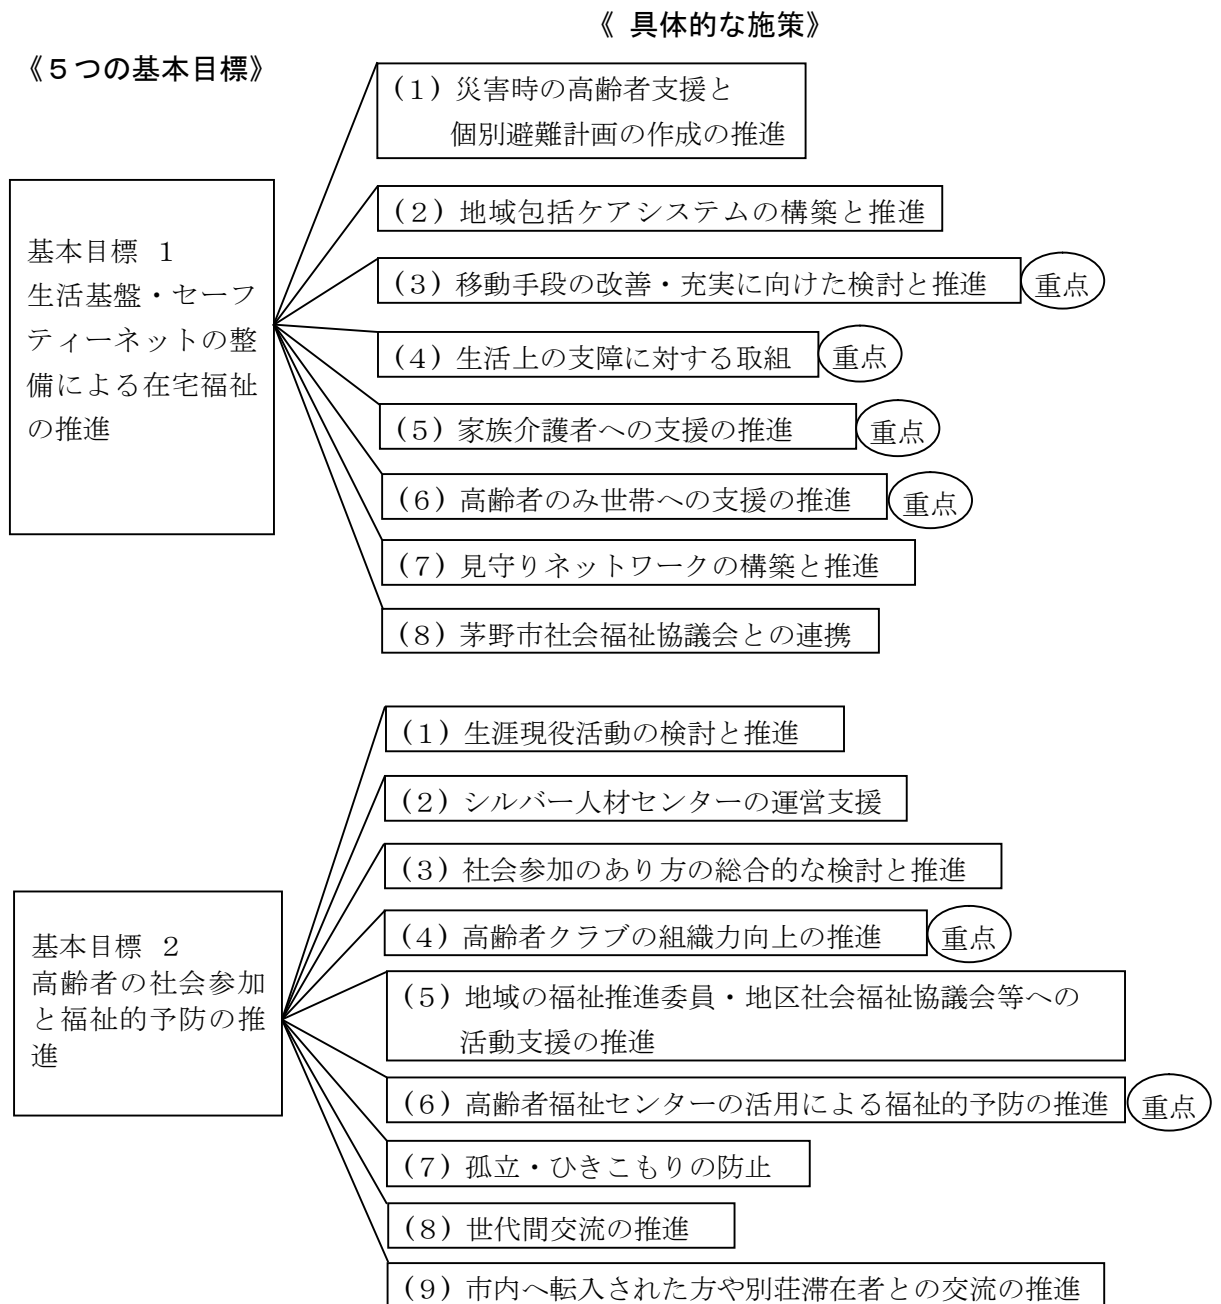 《 具体的な施策》
《５つの基本目標》
(１) 災害時の高齢者支援と
個別避難計画の作成の推進
(２) 地域包括ケアシステムの構築と推進
基本目標 １
生活基盤・セーフ
ティーネットの整
備による在宅福祉
の推進
(３) 移動手段の改善・充実に向けた検討と推進 重点
(４) 生活上の支障に対する取組 重点
(５) 家族介護者への支援の推進 重点
(６) 高齢者のみ世帯への支援の推進 重点
(７) 見守りネットワークの構築と推進
(８) 茅野市社会福祉協議会との連携
(１) 生涯現役活動の検討と推進
(２) シルバー人材センターの運営支援
(３) 社会参加のあり方の総合的な検討と推進
基本目標 ２
高齢者の社会参加
と福祉的予防の推
進
(４) 高齢者クラブの組織力向上の推進 重点
(５) 地域の福祉推進委員・地区社会福祉協議会等への
活動支援の推進
(６) 高齢者福祉センターの活用による福祉的予防の推進 重点
(７) 孤立・ひきこもりの防止
(８) 世代間交流の推進
(９) 市内へ転入された方や別荘滞在者との交流の推進